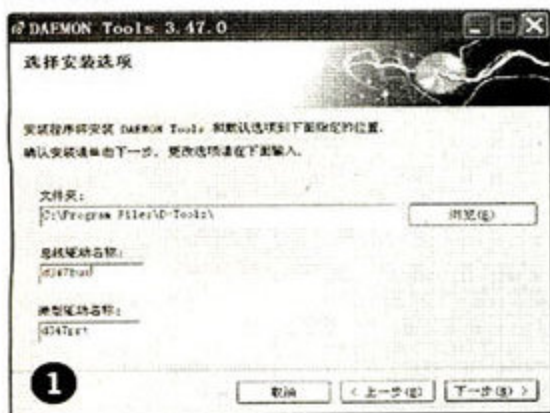 DAEMON Tools 3.47.0
选择安装选项
安装程序将安装 DAEMON Tools 和默认选项到下面指定的位置.
确认安装请单击下一步, 更改选项请在下面输入.
文件夹:
C:\Program Files\D-Tools\
浏览(B)
总线驱动名称:
d347bus
微型驱动名称:
d347prt
1
取消
< 上一步(B)
下一步(N) >